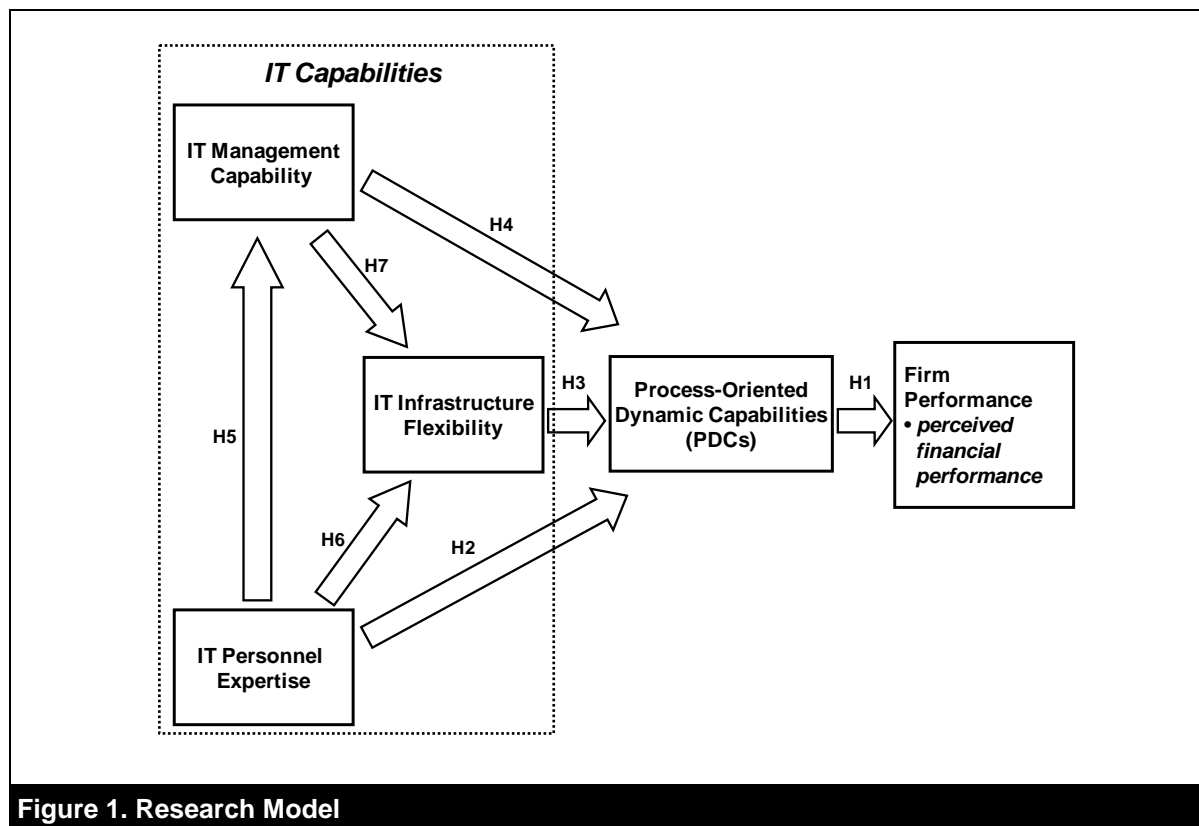 IT Capabilities
IT Management
Capability
H4
H7
IT Infrastructure
Flexibility
H3
Process-Oriented
Dynamic Capabilities
(PDCs)
H1
Firm
Performance
• perceived
financial
performance
H5
H6
H2
IT Personnel
Expertise
Figure 1. Research Model